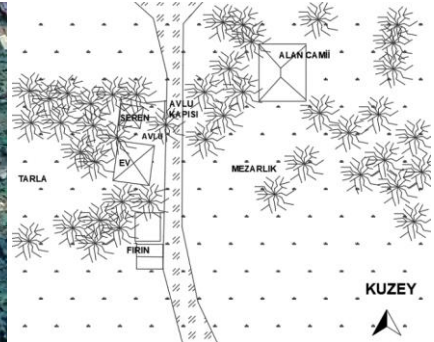 ALAN CAMİİ
AVLU
KAPISI
SEREN
AVLU
EV
MEZARLIK
TARLA
FIRIN
KUZEY